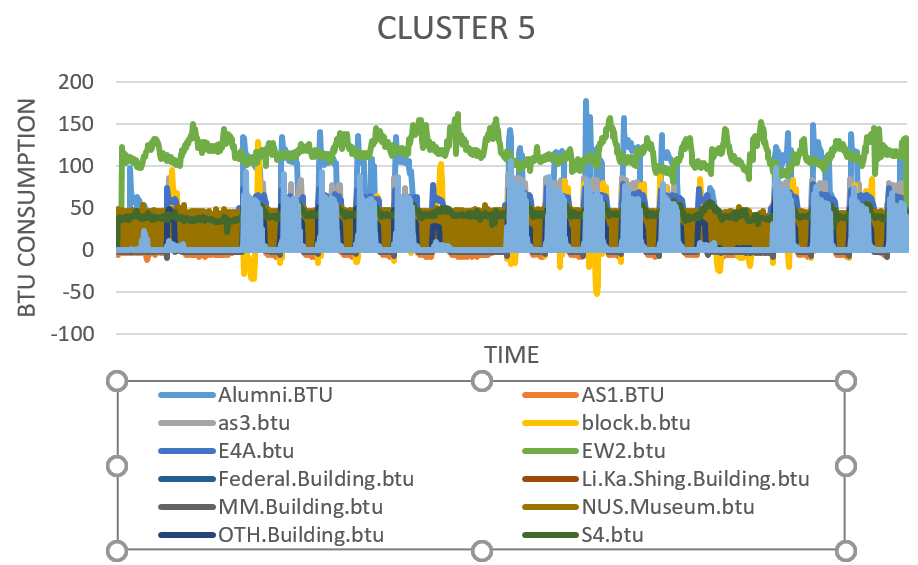 CLUSTER 5
BTU CONSUMPTION
200
150
100
50
0
-50
-100
TIME
Alumni.BTU
AS1.BTU
as3.btu
block.b.btu
E4A.btu
EW2.btu
Federal.Building.btu
Li.Ka.Shing.Building.btu
MM.Building.btu
NUS.Museum.btu
OTH.Building.btu
S4.btu